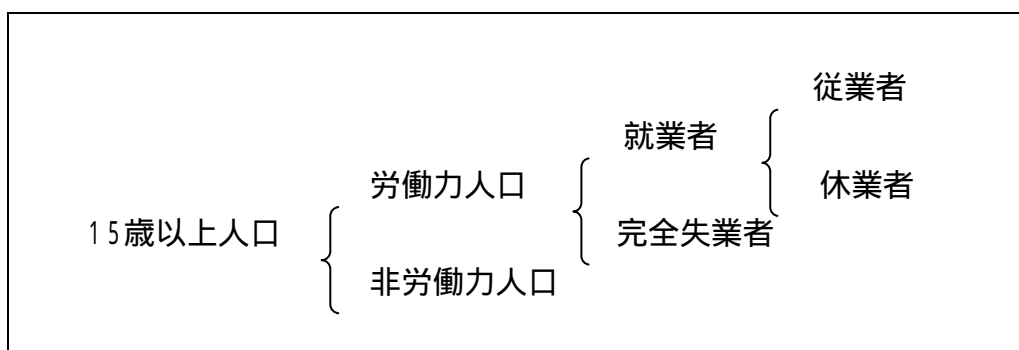 従業者
就業者
労働力人口
休業者
15歳以上人口
完全失業者
非労働力人口